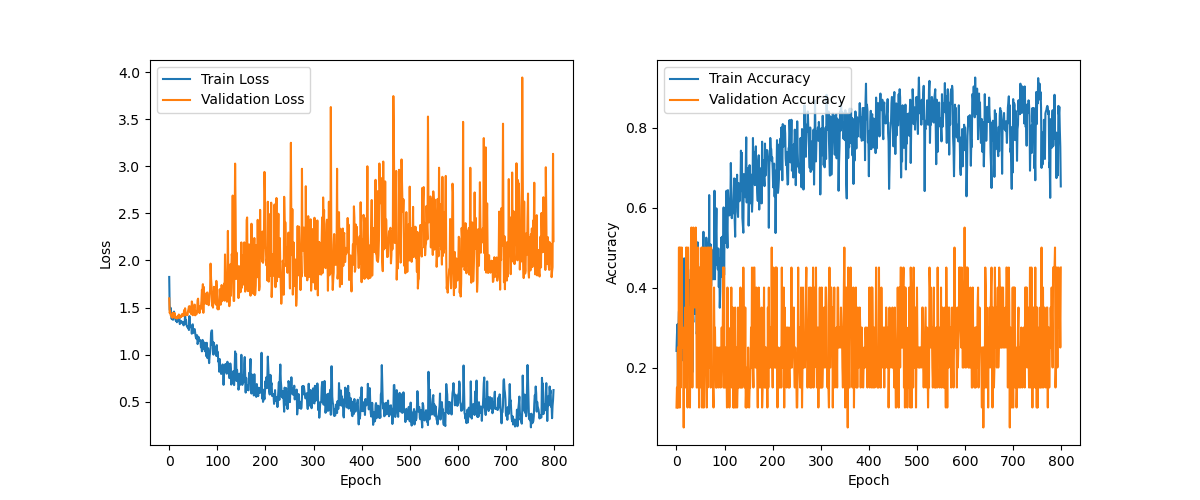 4.0
3.5
3.0
2.5
2.0
1.5
1.0
0.5
Loss
Train Loss
Validation Loss
0 100 200 300 400 500 600 700 800
Epoch
0.8
0.6
0.4
0.2
Accuracy
Train Accuracy
Validation Accuracy
0 100 200 300 400 500 600 700 800
Epoch